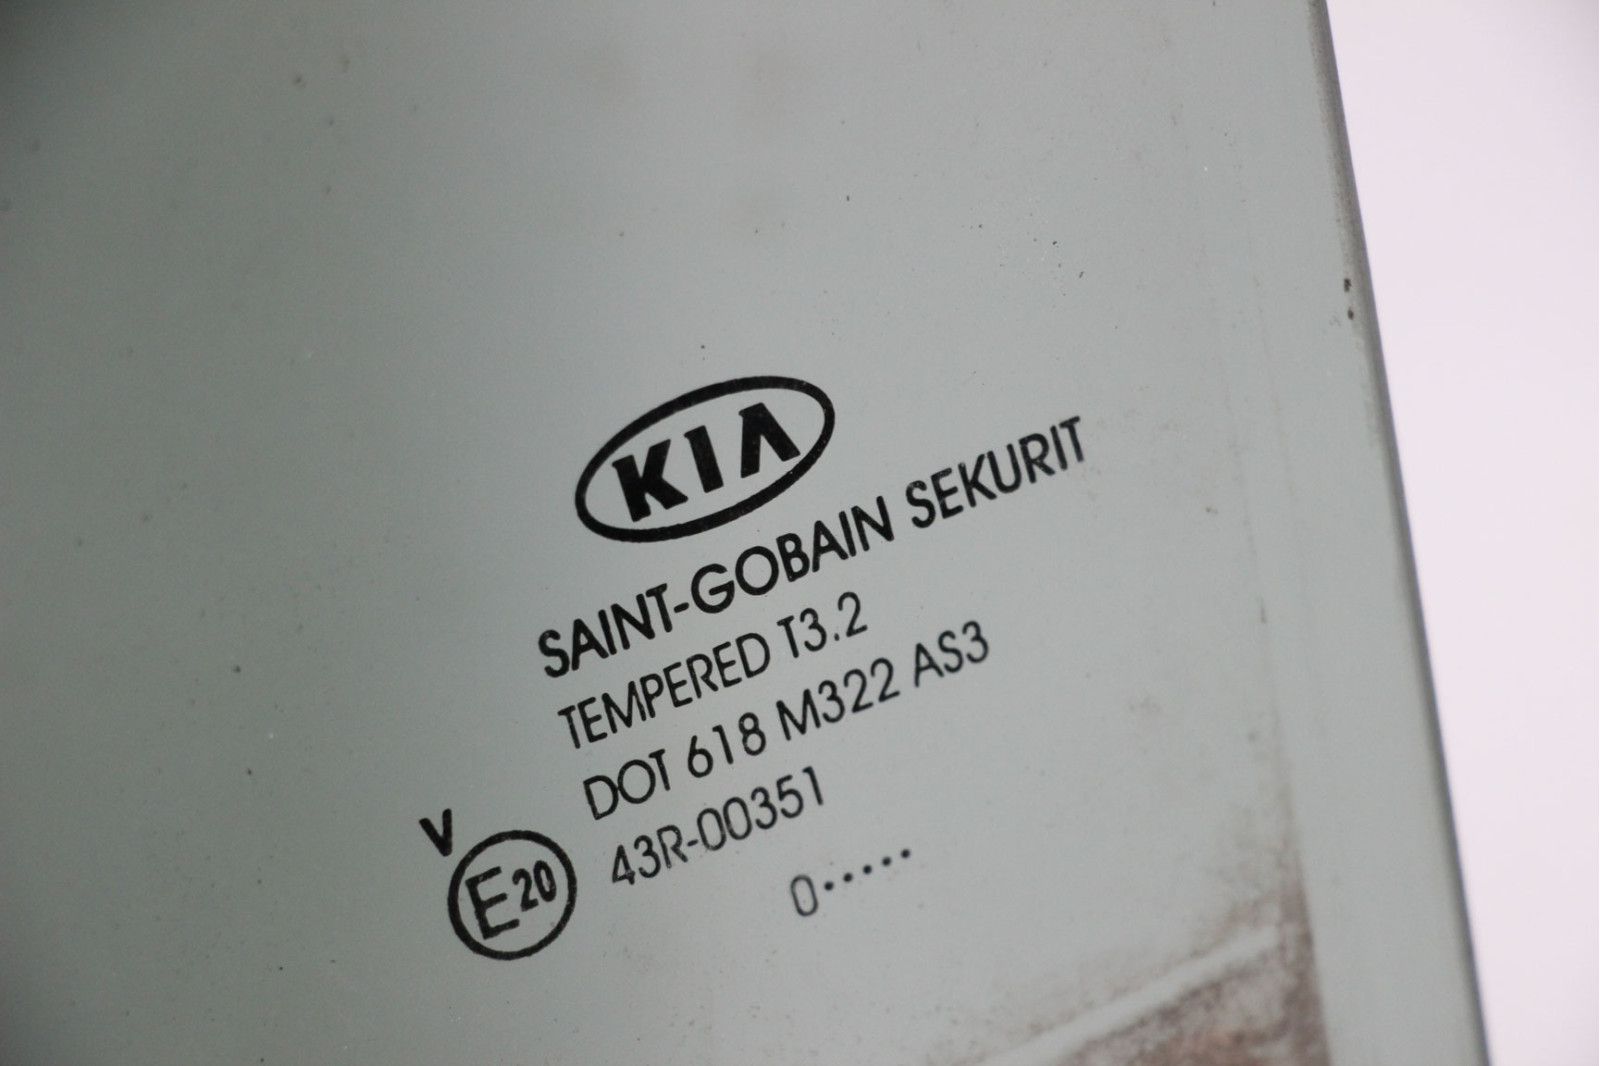 KIA
SAINT-GOBAIN SEKURIT
TEMPERED T3.2
DOT 618 M322 AS3
43R-00351
V
E20
0•••••